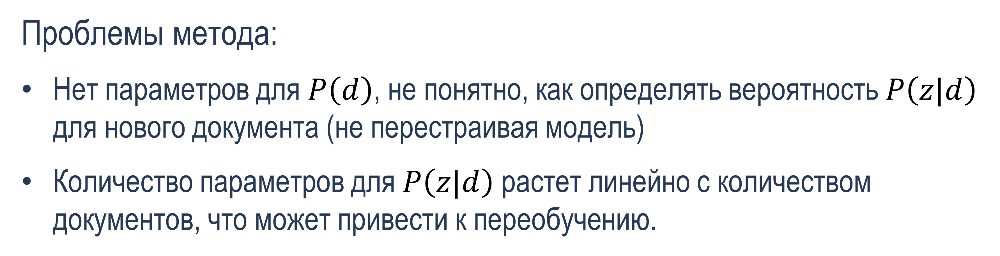 Проблемы метода:
• Нет параметров для P(d), не понятно, как определять вероятность P(z|d)
для нового документа (не перестраивая модель)
• Количество параметров для P(z|d) растет линейно с количеством
документов, что может привести к переобучению.